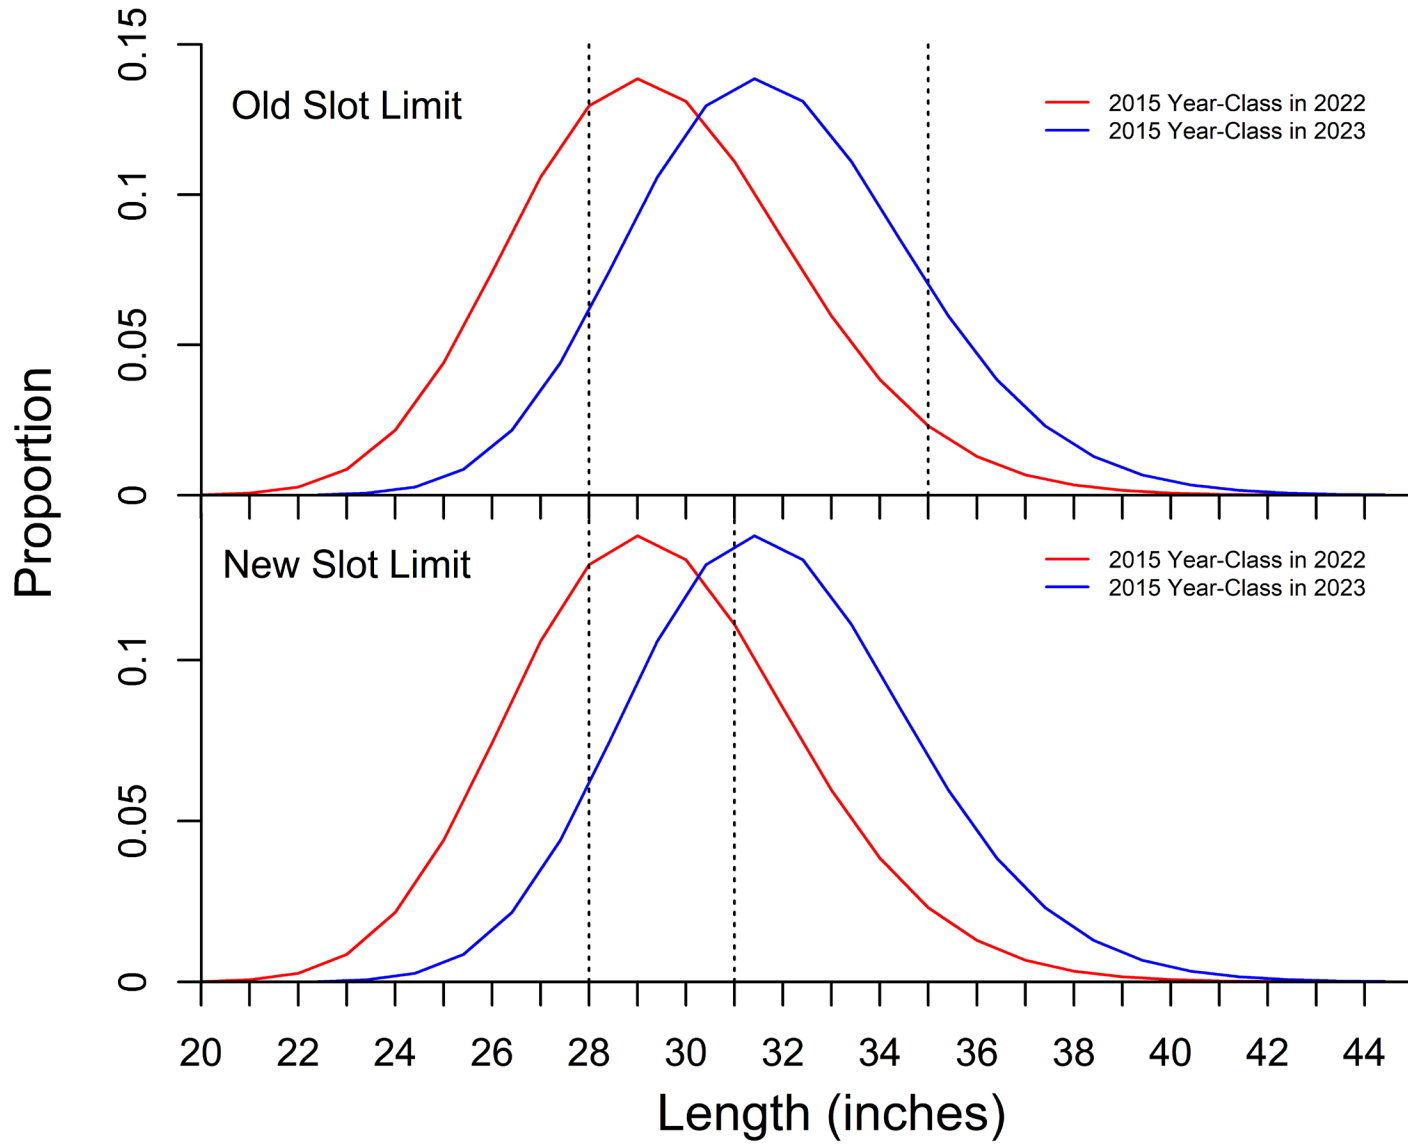 Proportion
0.15
0.1
0.05
0
Old Slot Limit
2015 Year-Class in 2022
2015 Year-Class in 2023
New Slot Limit
2015 Year-Class in 2022
2015 Year-Class in 2023
0.1
0.05
0
20 22 24 26 28 30 32 34 36 38 40 42 44
Length (inches)